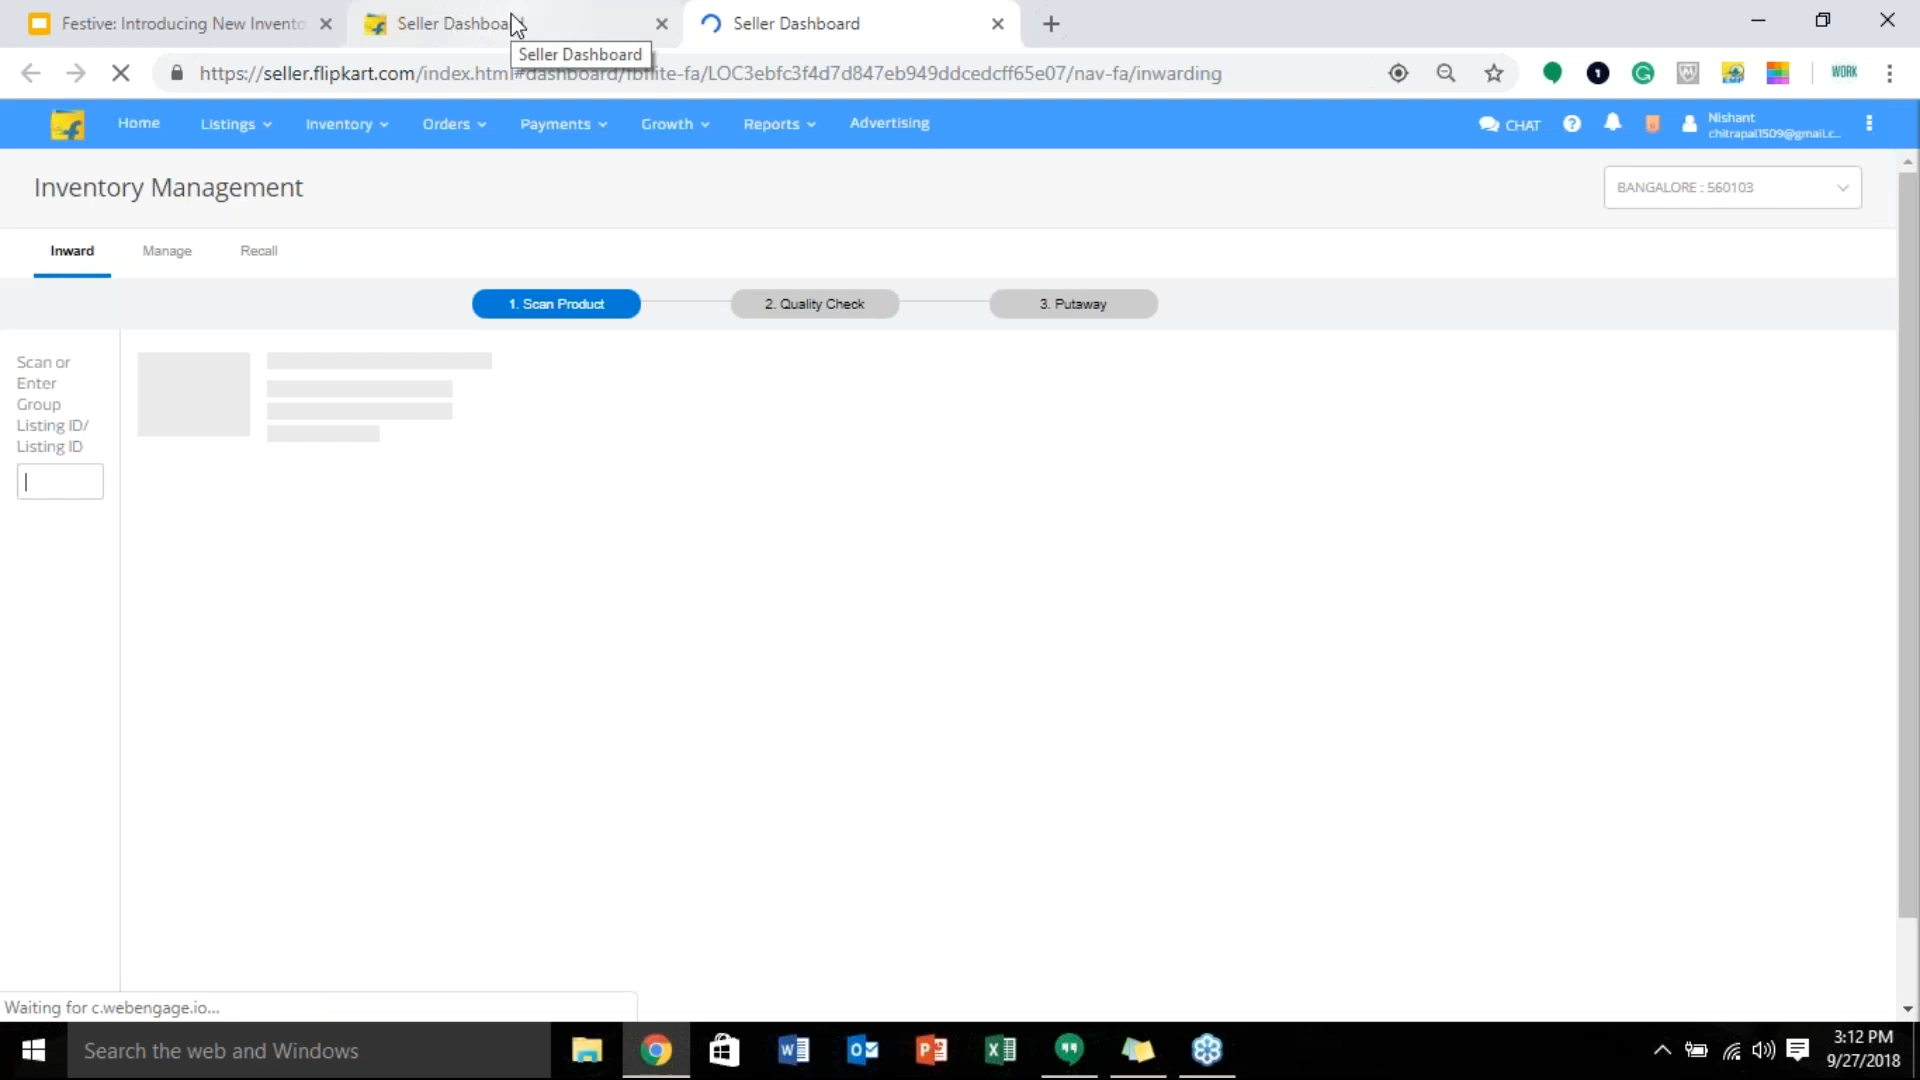 Festive: Introducing New Invento
Seller Dashboa
Seller Dashboard
Seller Dashboard
https://seller.flipkart.com/index.html#dashboard/fbflite-fa/LOC3ebfc3f4d7d847eb949ddcedcff65e07/nav-fa/inwarding
WORK
Home
Listings
Inventory
Orders
Payments
Growth
Reports
Advertising
CHAT
Nishant
chitrapal1509@gmail.c...
Inventory Management
BANGALORE : 560103
Inward
Manage
Recall
1. Scan Product
2. Quality Check
3. Putaway
Scan or
Enter
Group
Listing ID/
Listing ID
Waiting for c.webengage.io...
Search the web and Windows
3:12 PM
9/27/2018